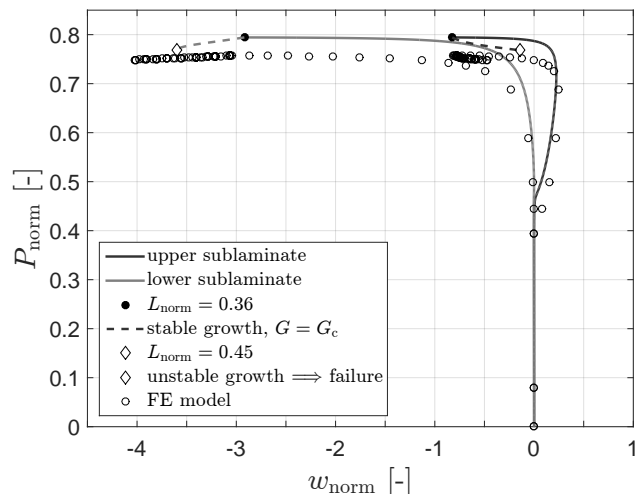 0.8
0.7
0.6
0.5
0.4
0.3
0.2
0.1
0
P_norm [-]
upper sublaminate
lower sublaminate
L_norm = 0.36
stable growth, G = G_c
L_norm = 0.45
unstable growth ⟹ failure
FE model
-4 -3 -2 -1 0 1
w_norm [-]